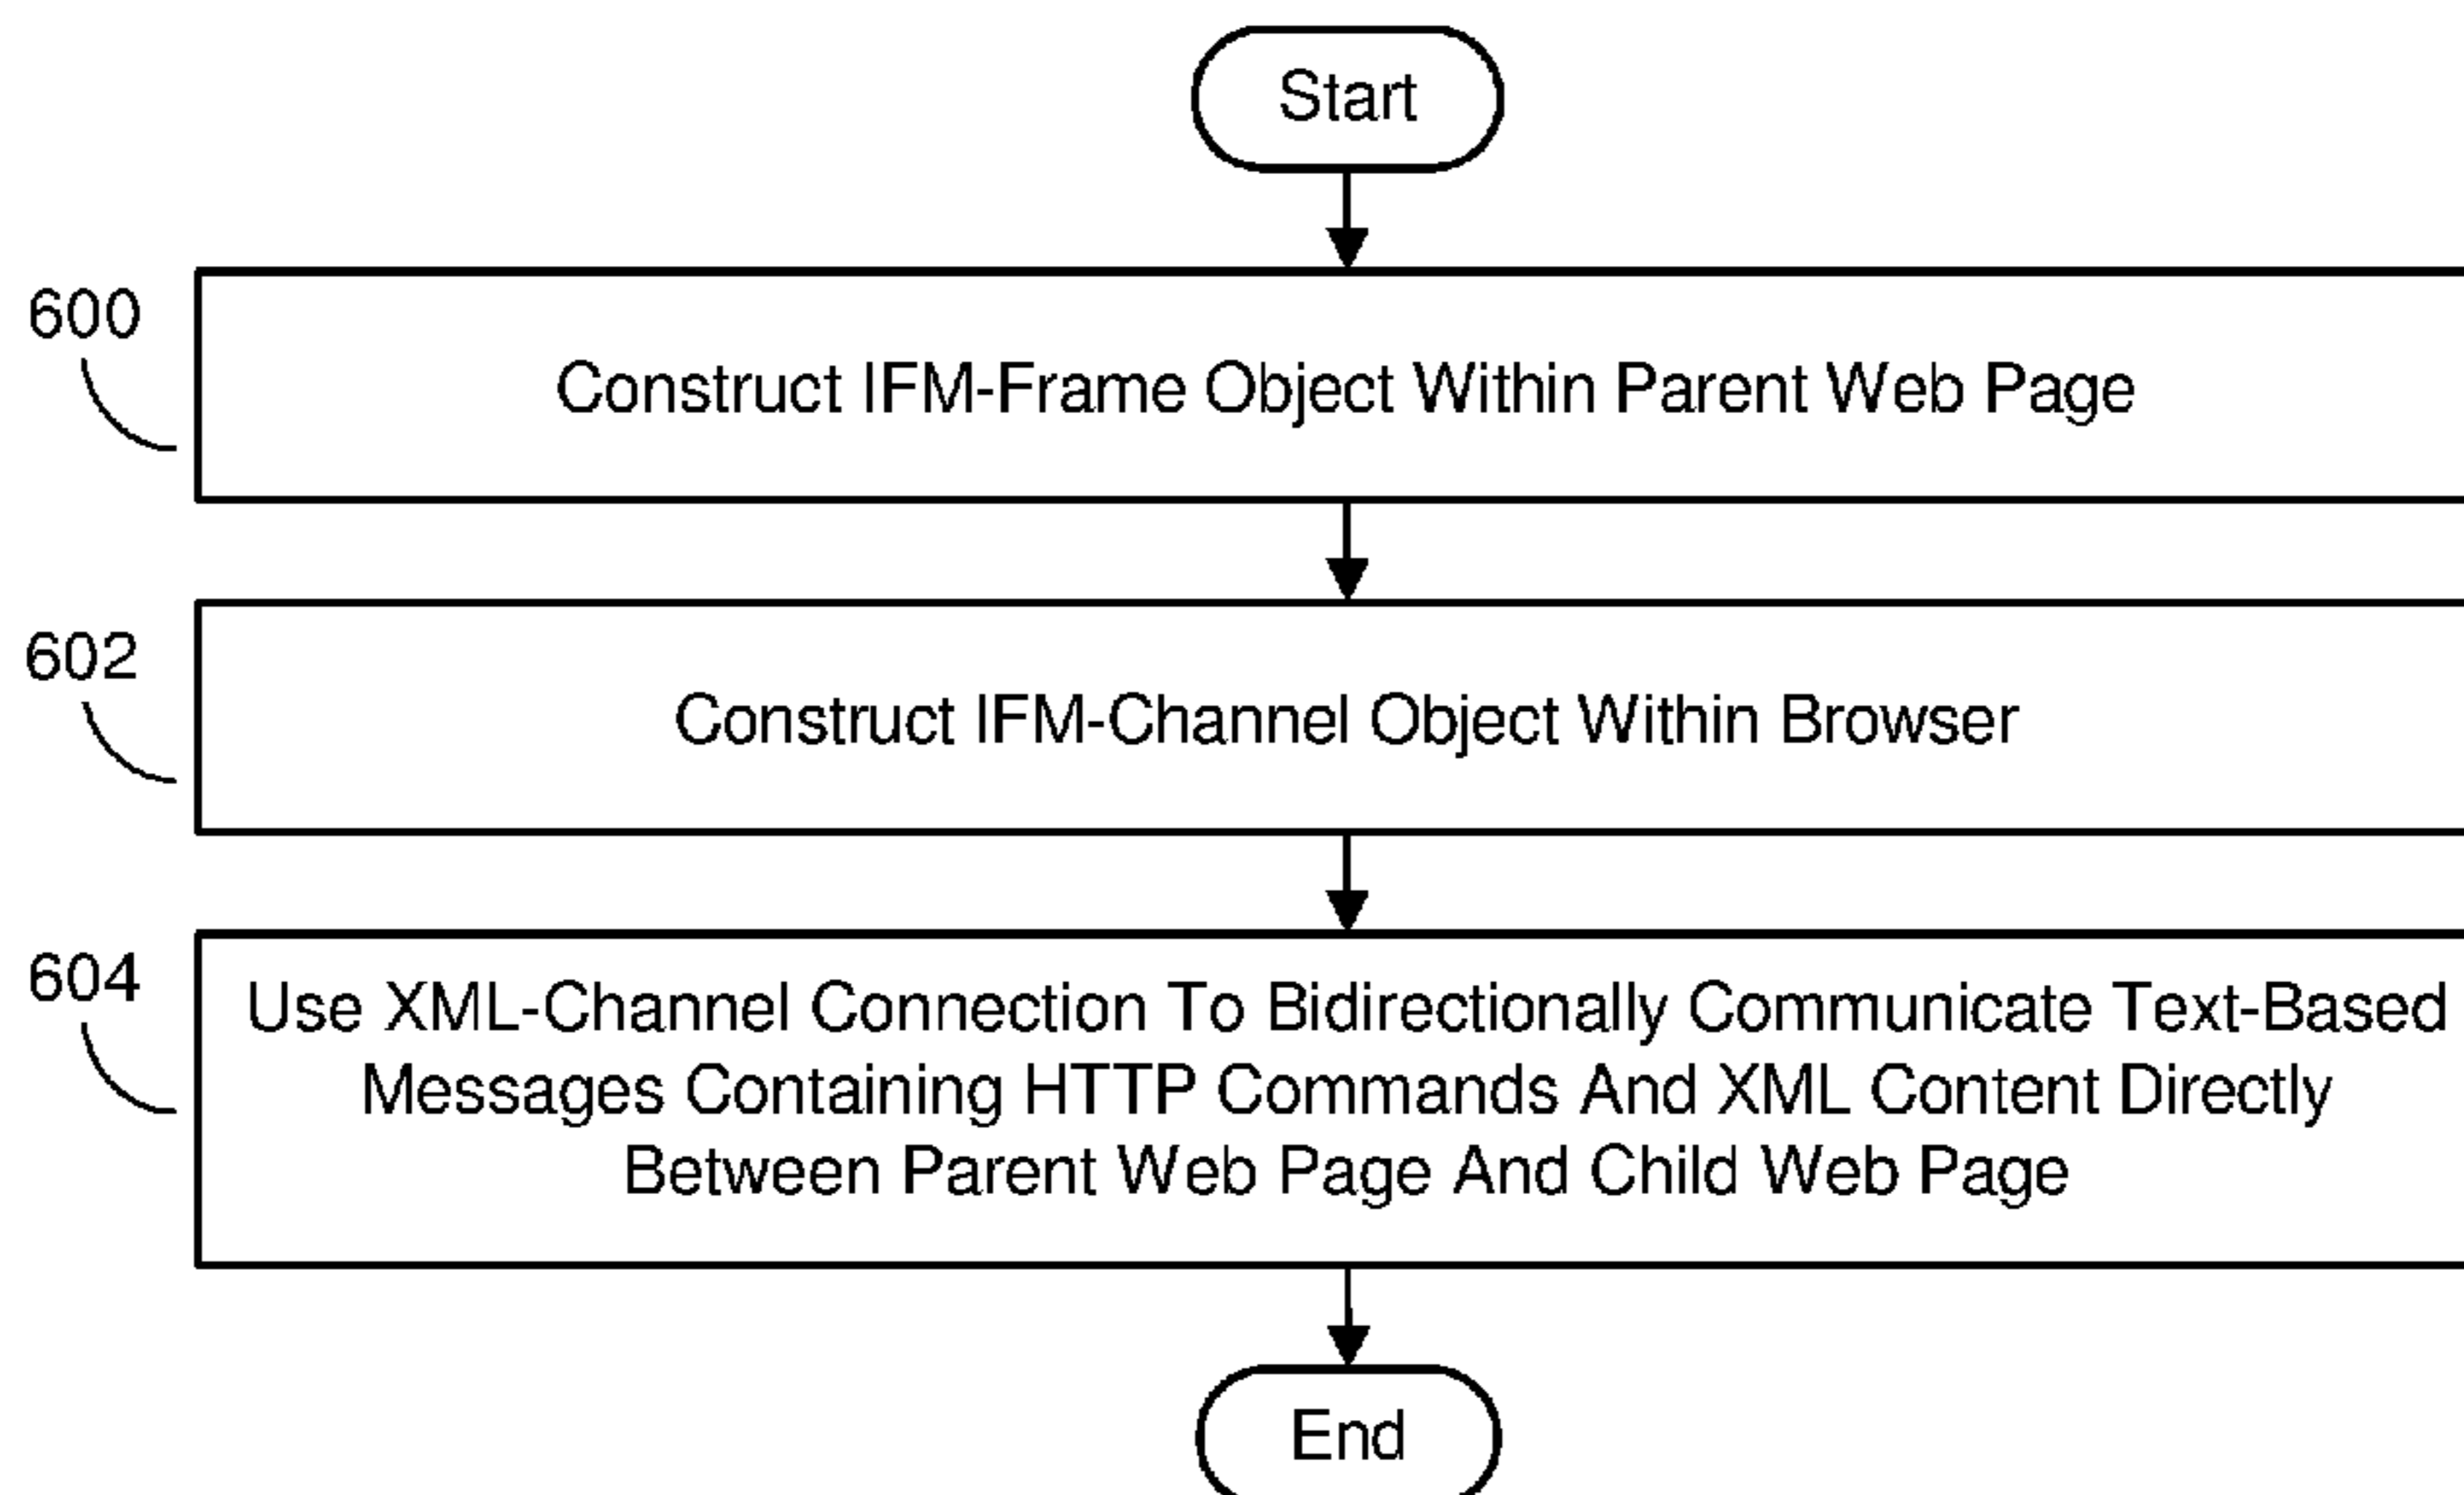 Start
600
Construct IFM-Frame Object Within Parent Web Page
602
Construct IFM-Channel Object Within Browser
604
Use XML-Channel Connection To Bidirectionally Communicate Text-Based
Messages Containing HTTP Commands And XML Content Directly
Between Parent Web Page And Child Web Page
End